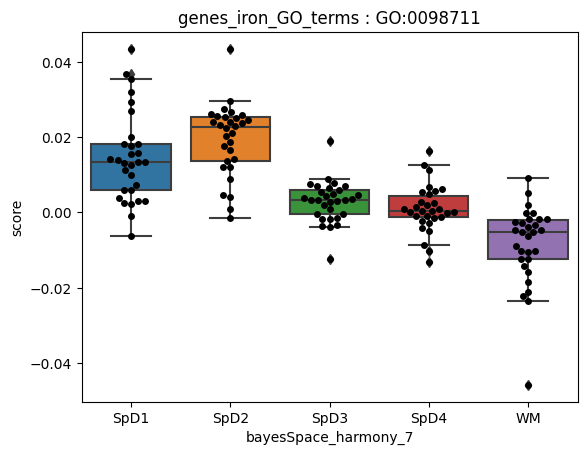 genes_iron_GO_terms : GO:0098711
0.04
0.02
0.00
−0.02
−0.04
score
SpD1 SpD2 SpD3 SpD4 WM
bayesSpace_harmony_7